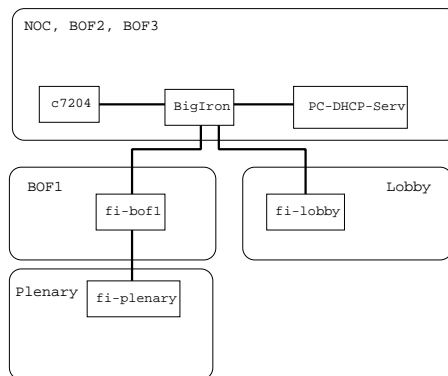 NOC, BOF2, BOF3
c7204
BigIron
PC-DHCP-Serv
BOF1
Lobby
fi-bof1
fi-lobby
Plenary
fi-plenary